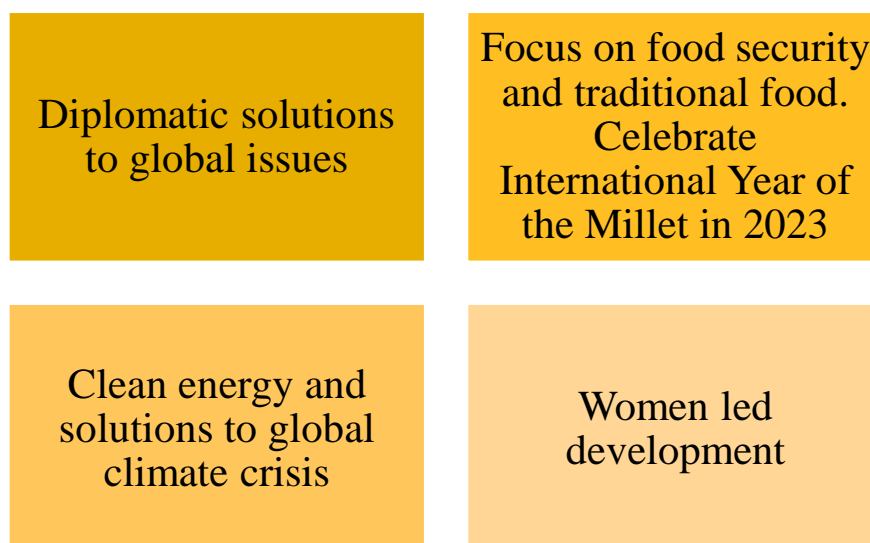 Diplomatic solutions
to global issues
Focus on food security
and traditional food.
Celebrate
International Year of
the Millet in 2023
Clean energy and
solutions to global
climate crisis
Women led
development